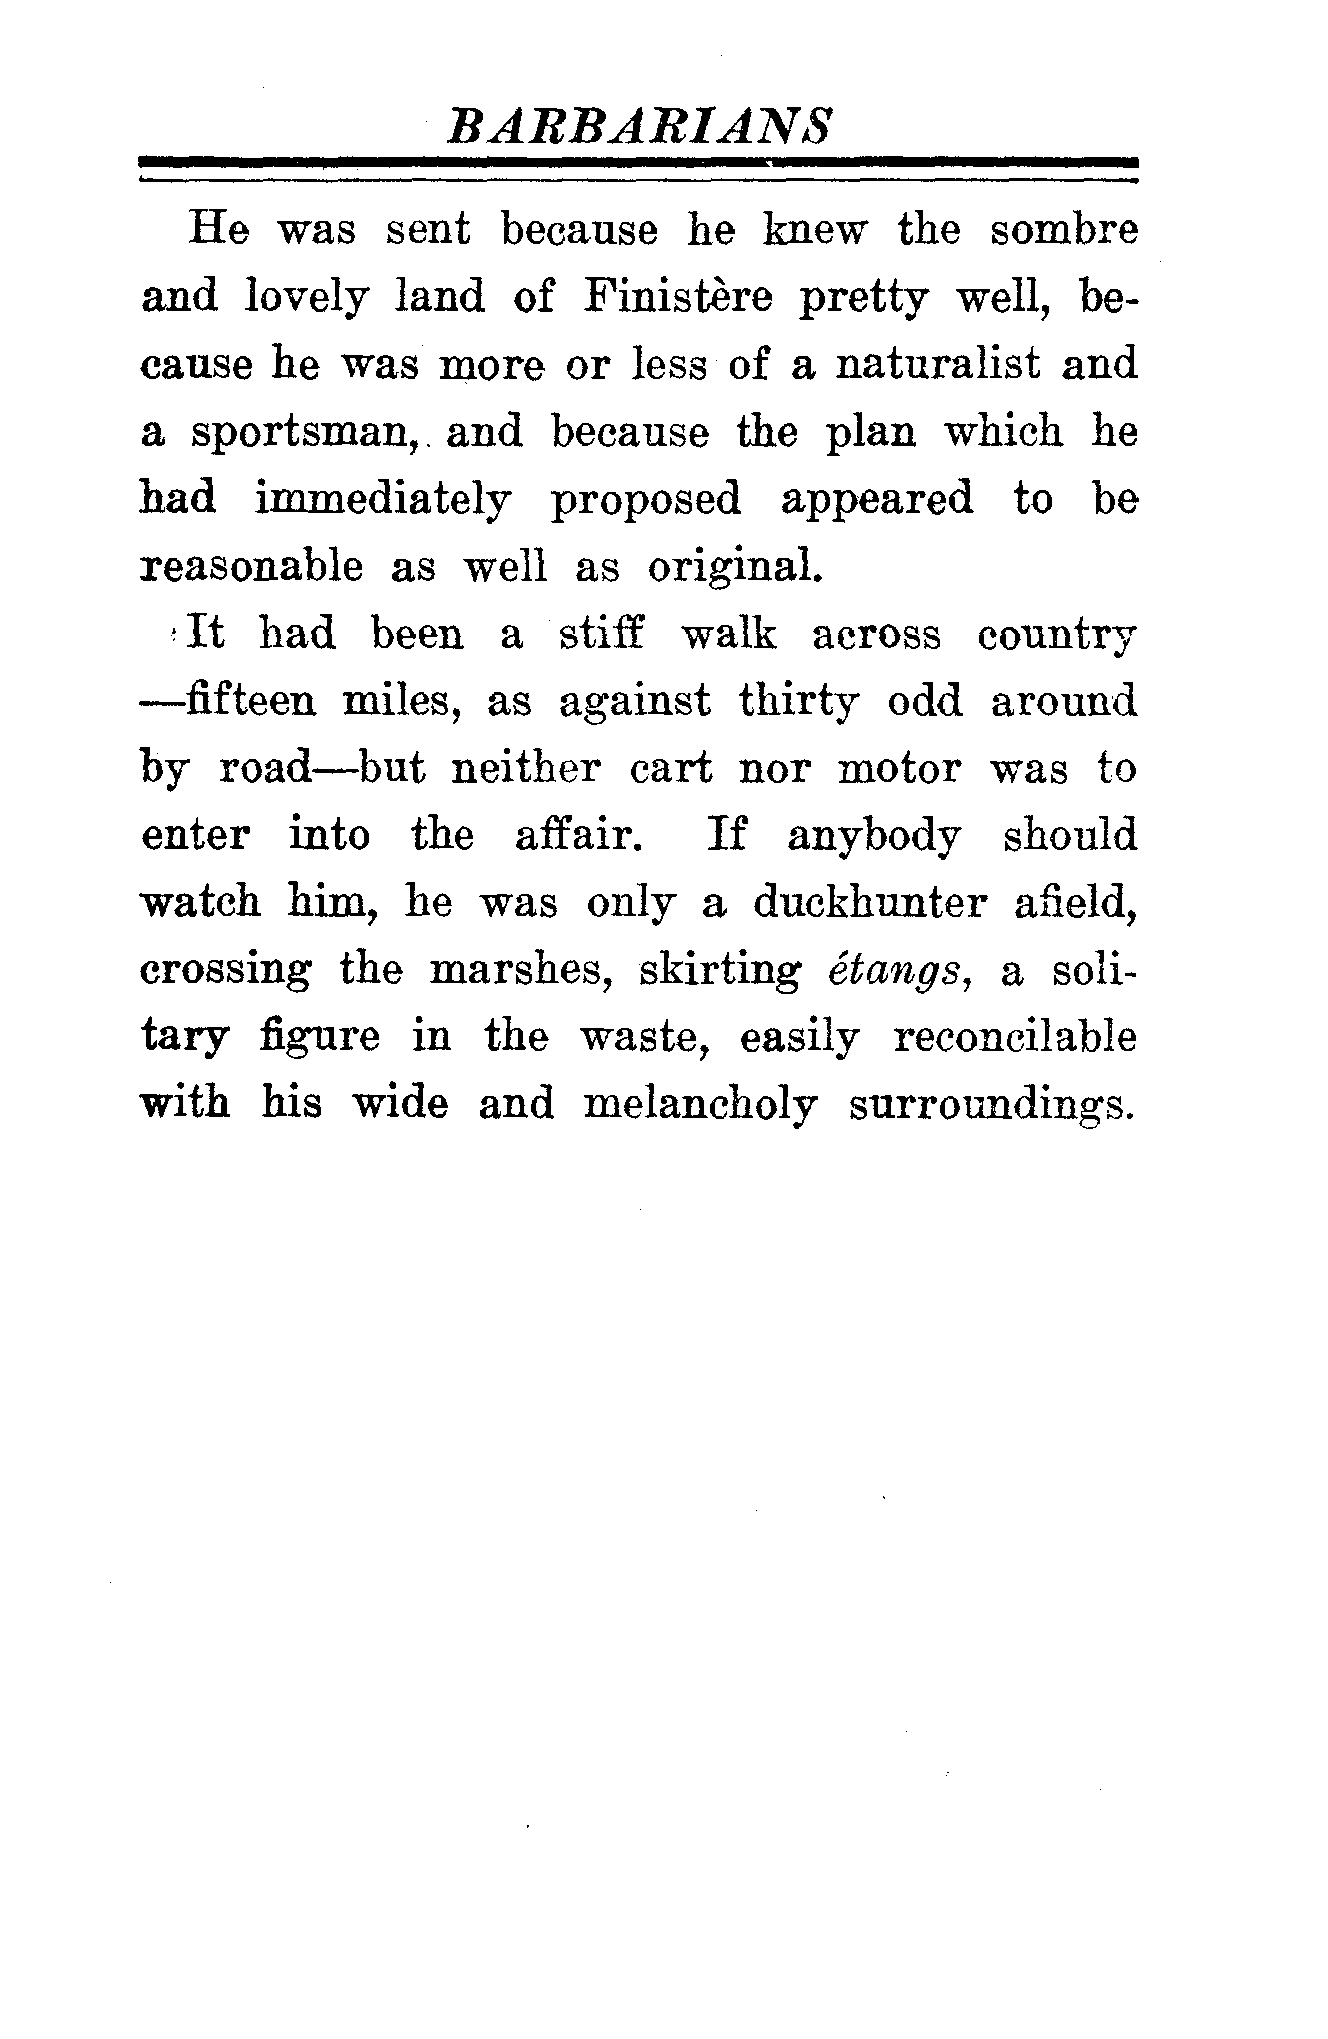 BARBARIANS
He was sent because he knew the sombre
and lovely land of Finistère pretty well, be-
cause he was more or less of a naturalist and
a sportsman, and because the plan which he
had immediately proposed appeared to be
reasonable as well as original.
It had been a stiff walk across country
—fifteen miles, as against thirty odd around
by road—but neither cart nor motor was to
enter into the affair. If anybody should
watch him, he was only a duckhunter afield,
crossing the marshes, skirting étangs, a soli-
tary figure in the waste, easily reconcilable
with his wide and melancholy surroundings.